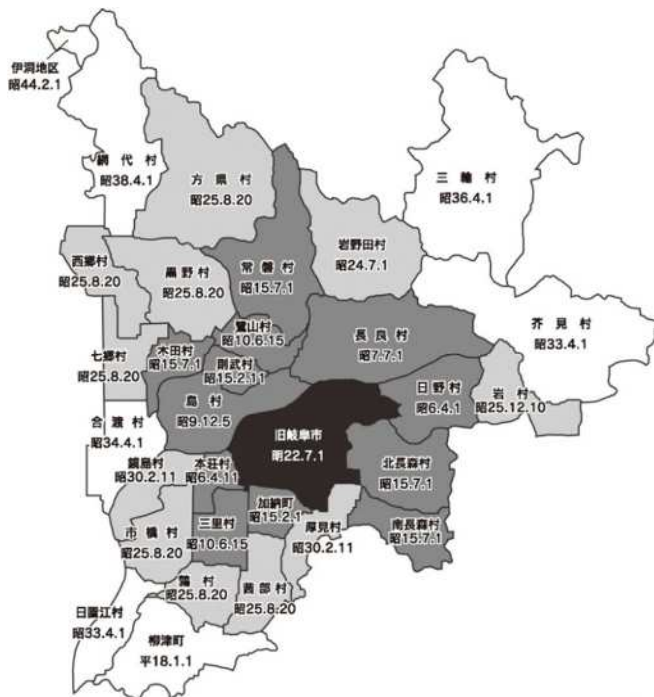 伊洞地区
昭44.2.1
網代村
昭38.4.1
方県村
昭25.8.20
三輪村
昭36.4.1
岩野田村
昭24.7.1
西郷村
昭25.8.20
黒野村
昭25.8.20
常磐村
昭15.7.1
芥見村
昭33.4.1
鷺山村
昭10.6.15
長良村
昭7.7.1
七郷村
昭25.8.20
木田村
昭15.7.1
則武村
昭15.2.11
島村
昭9.12.5
日野村
昭6.4.1
岩村
昭25.12.10
合渡村
昭34.4.1
旧岐阜市
明22.7.1
鏡島村
昭30.2.11
本荘村
昭6.4.11
北長森村
昭15.7.1
市橋村
昭25.8.20
三里村
昭10.6.15
加納町
昭15.2.1
厚見村
昭30.2.11
南長森村
昭15.7.1
鶉村
昭25.8.20
茜部村
昭25.8.20
日置江村
昭33.4.1
柳津町
平18.1.1